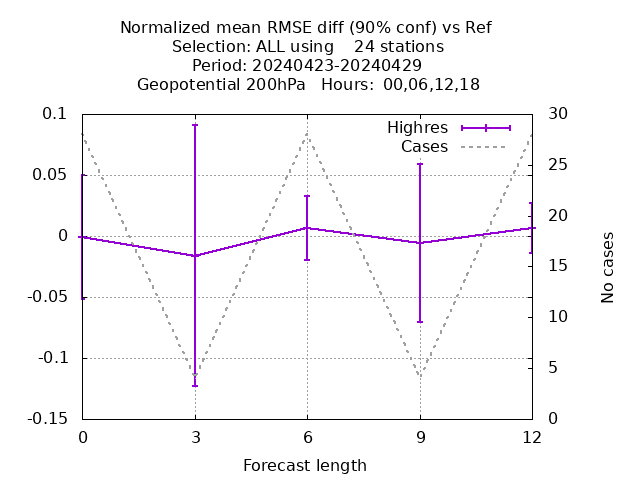 Normalized mean RMSE diff (90% conf) vs Ref
Selection: ALL using    24 stations
Period: 20240423-20240429
Geopotential 200hPa   Hours: 00,06,12,18
0.1
0.05
0
-0.05
-0.1
-0.15
Highres
Cases
30
25
20
15
10
5
0
No cases
0
3
6
9
12
Forecast length